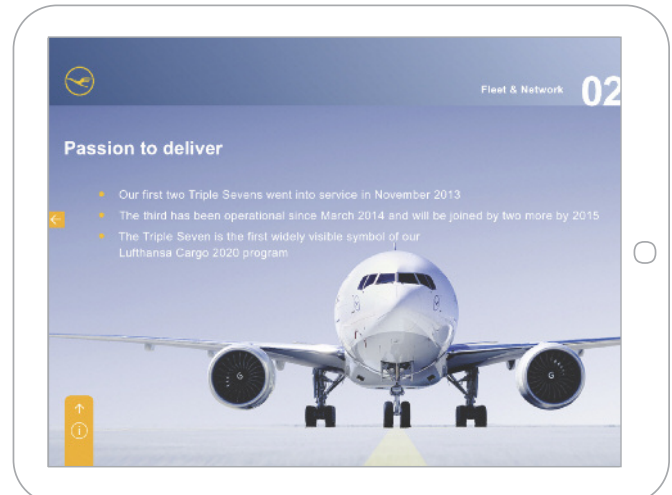 Fleet & Network 02
Passion to deliver
Our first two Triple Sevens went into service in November 2013
The third has been operational since March 2014 and will be joined by two more by 2015
The Triple Seven is the first widely visible symbol of our
Lufthansa Cargo 2020 program